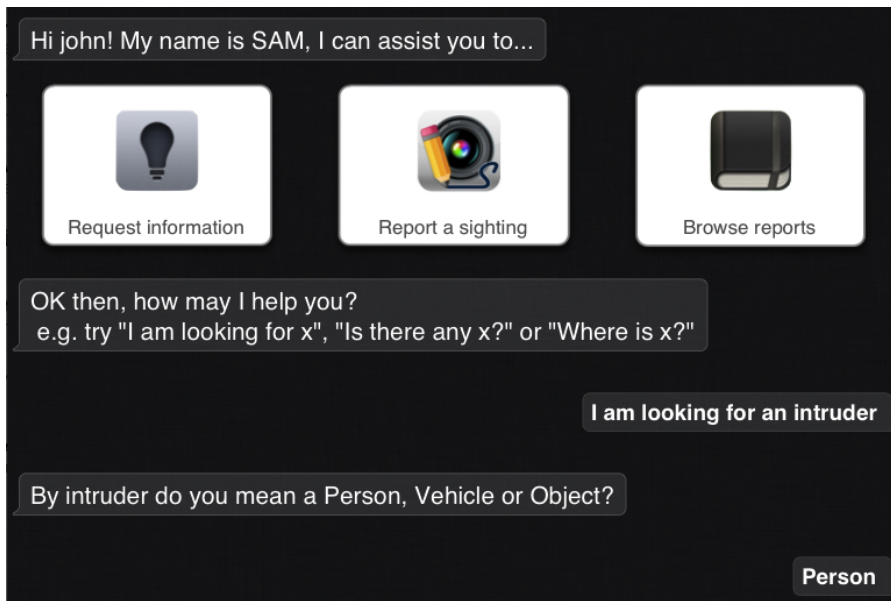 Hi john! My name is SAM, I can assist you to...
Request information
Report a sighting
Browse reports
OK then, how may I help you?
e.g. try "I am looking for x", "Is there any x?" or "Where is x?"
I am looking for an intruder
By intruder do you mean a Person, Vehicle or Object?
Person